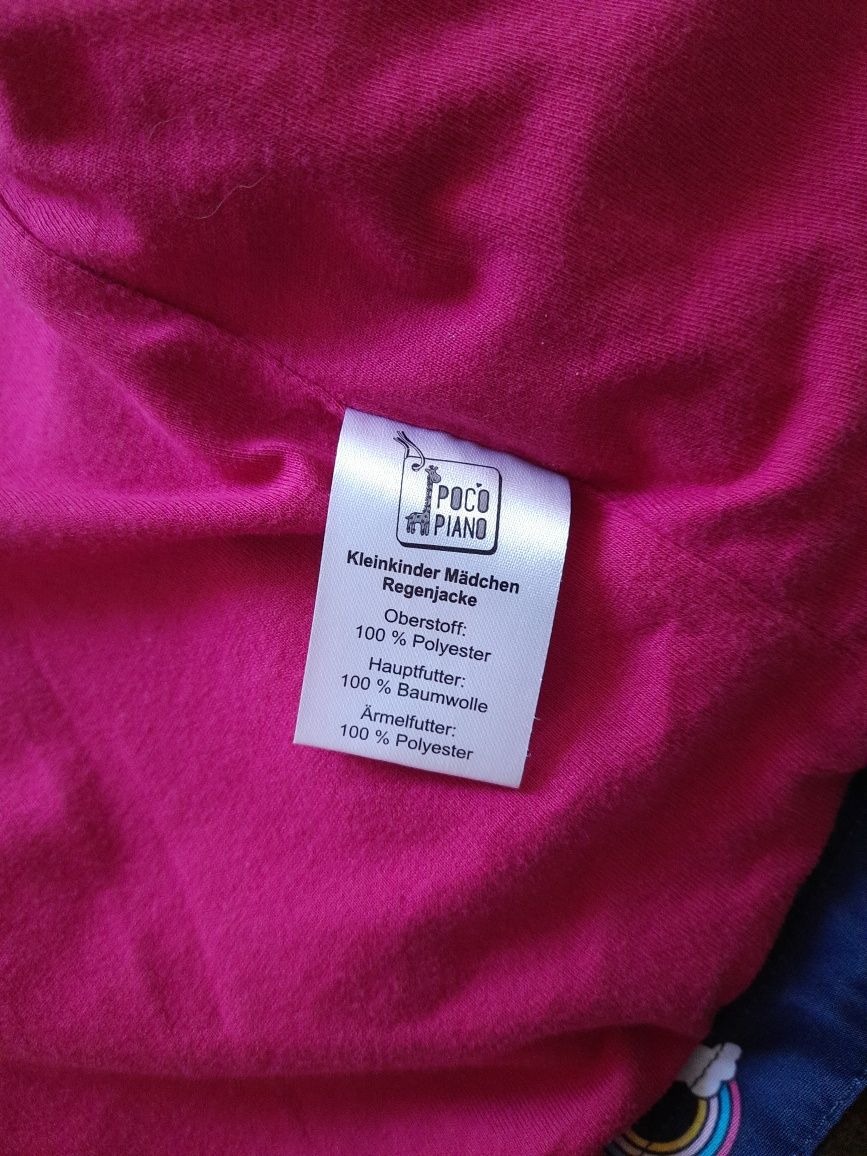 POCO
PIANO
Kleinkinder Mädchen
Regenjacke
Oberstoff:
100 % Polyester
Hauptfutter:
100 % Baumwolle
Ärmelfutter:
100 % Polyester